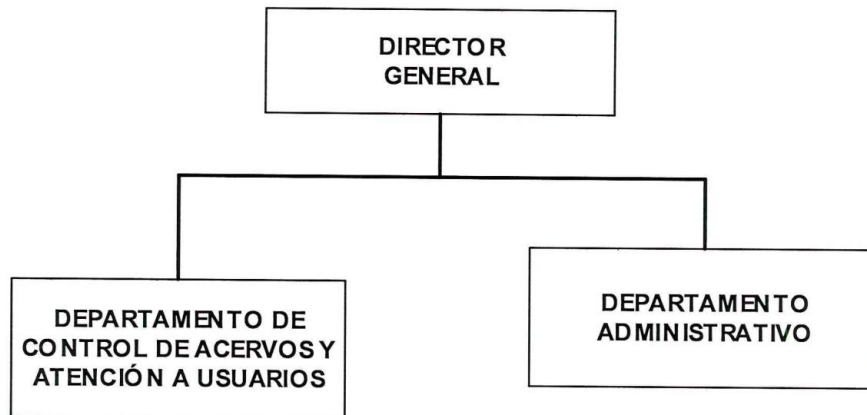 DIRECTOR
GENERAL
DEPARTAMENTO DE
CONTROL DE ACERVOS Y
ATENCIÓN A USUARIOS
DEPARTAMENTO
ADMINISTRATIVO